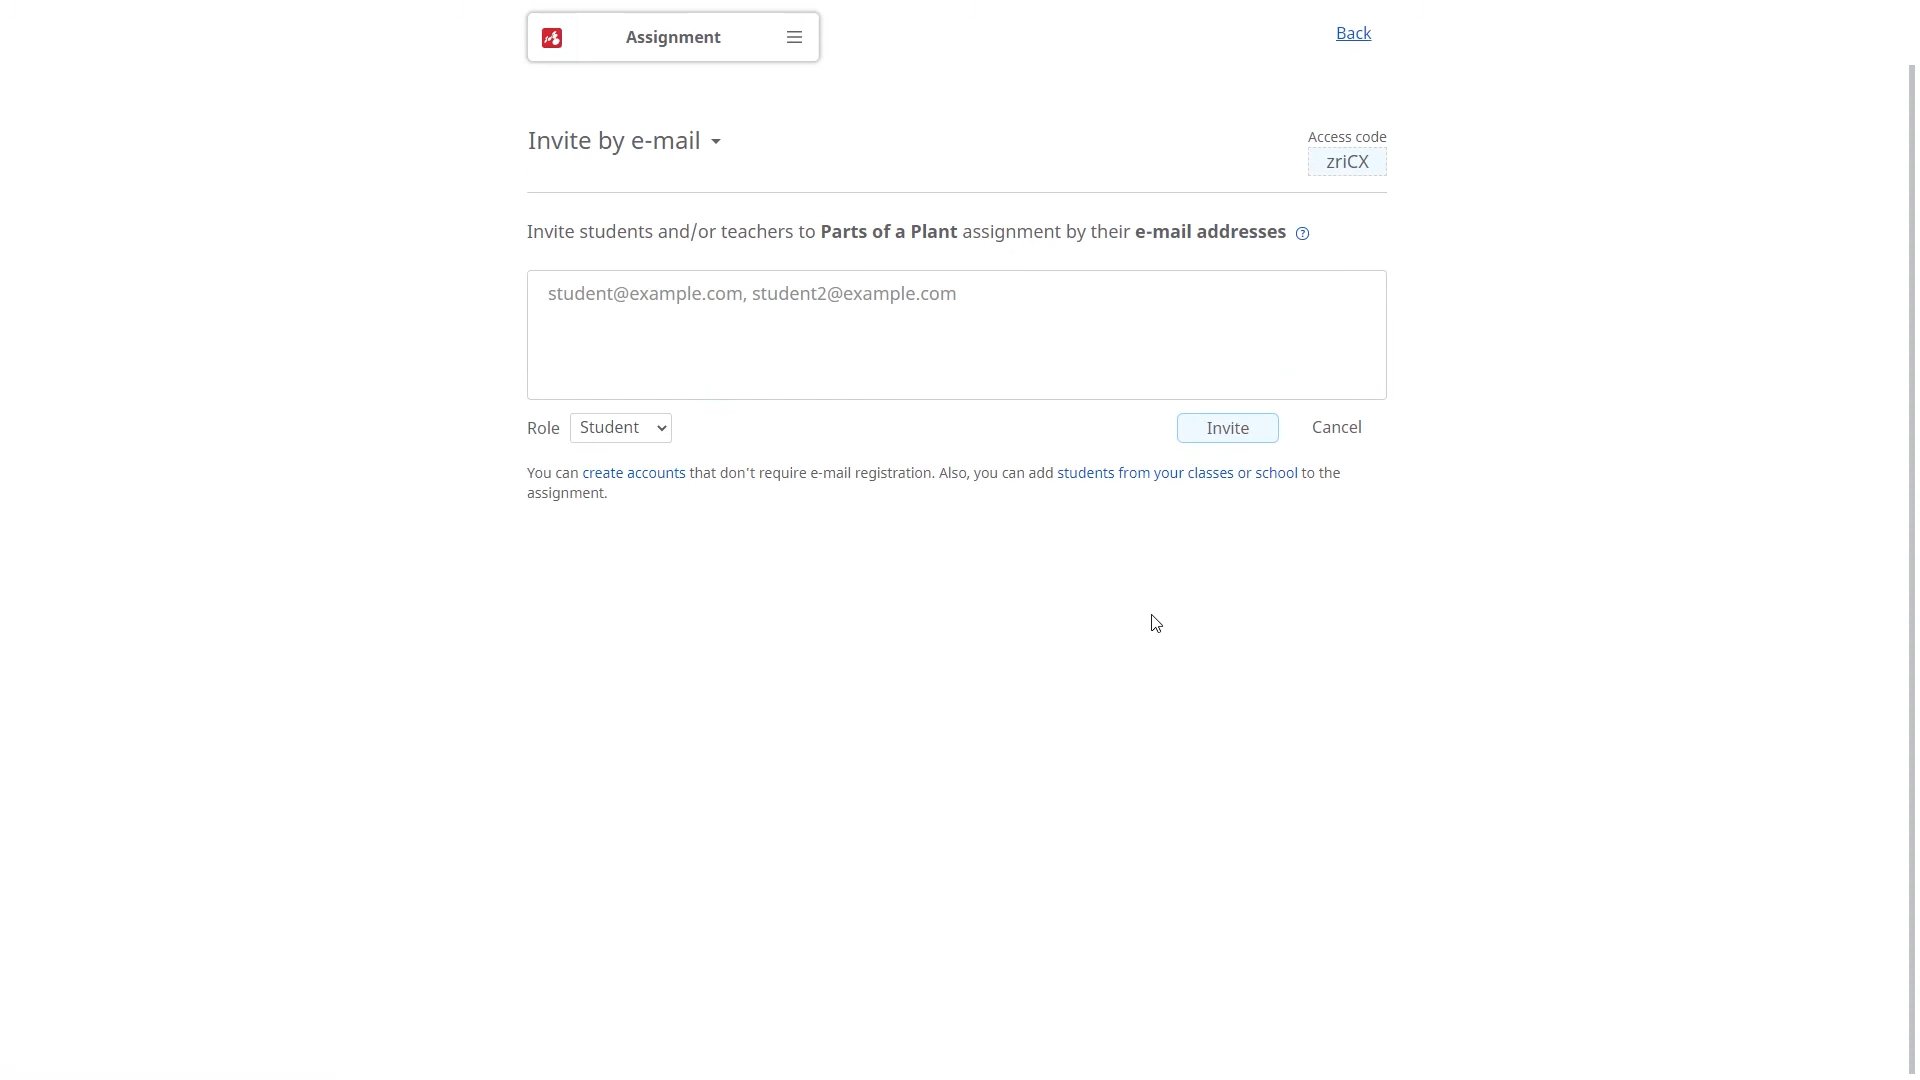 Assignment
Back
Invite by e-mail
Access code
zriCX
Invite students and/or teachers to Parts of a Plant assignment by their e-mail addresses
student@example.com, student2@example.com
Role Student
Invite
Cancel
You can create accounts that don't require e-mail registration. Also, you can add students from your classes or school to the
assignment.